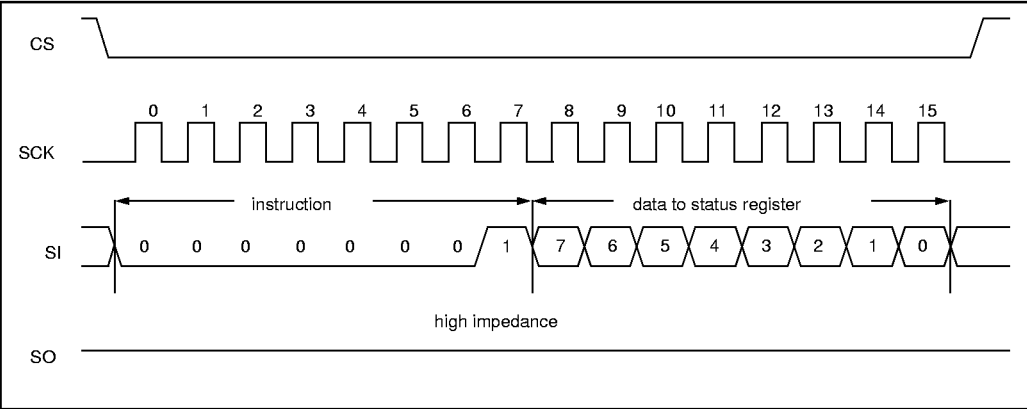 CS
0 1 2 3 4 5 6 7 8 9 10 11 12 13 14 15
SCK
instruction data to status register
SI 0 0 0 0 0 0 0 1 7 6 5 4 3 2 1 0
high impedance
SO